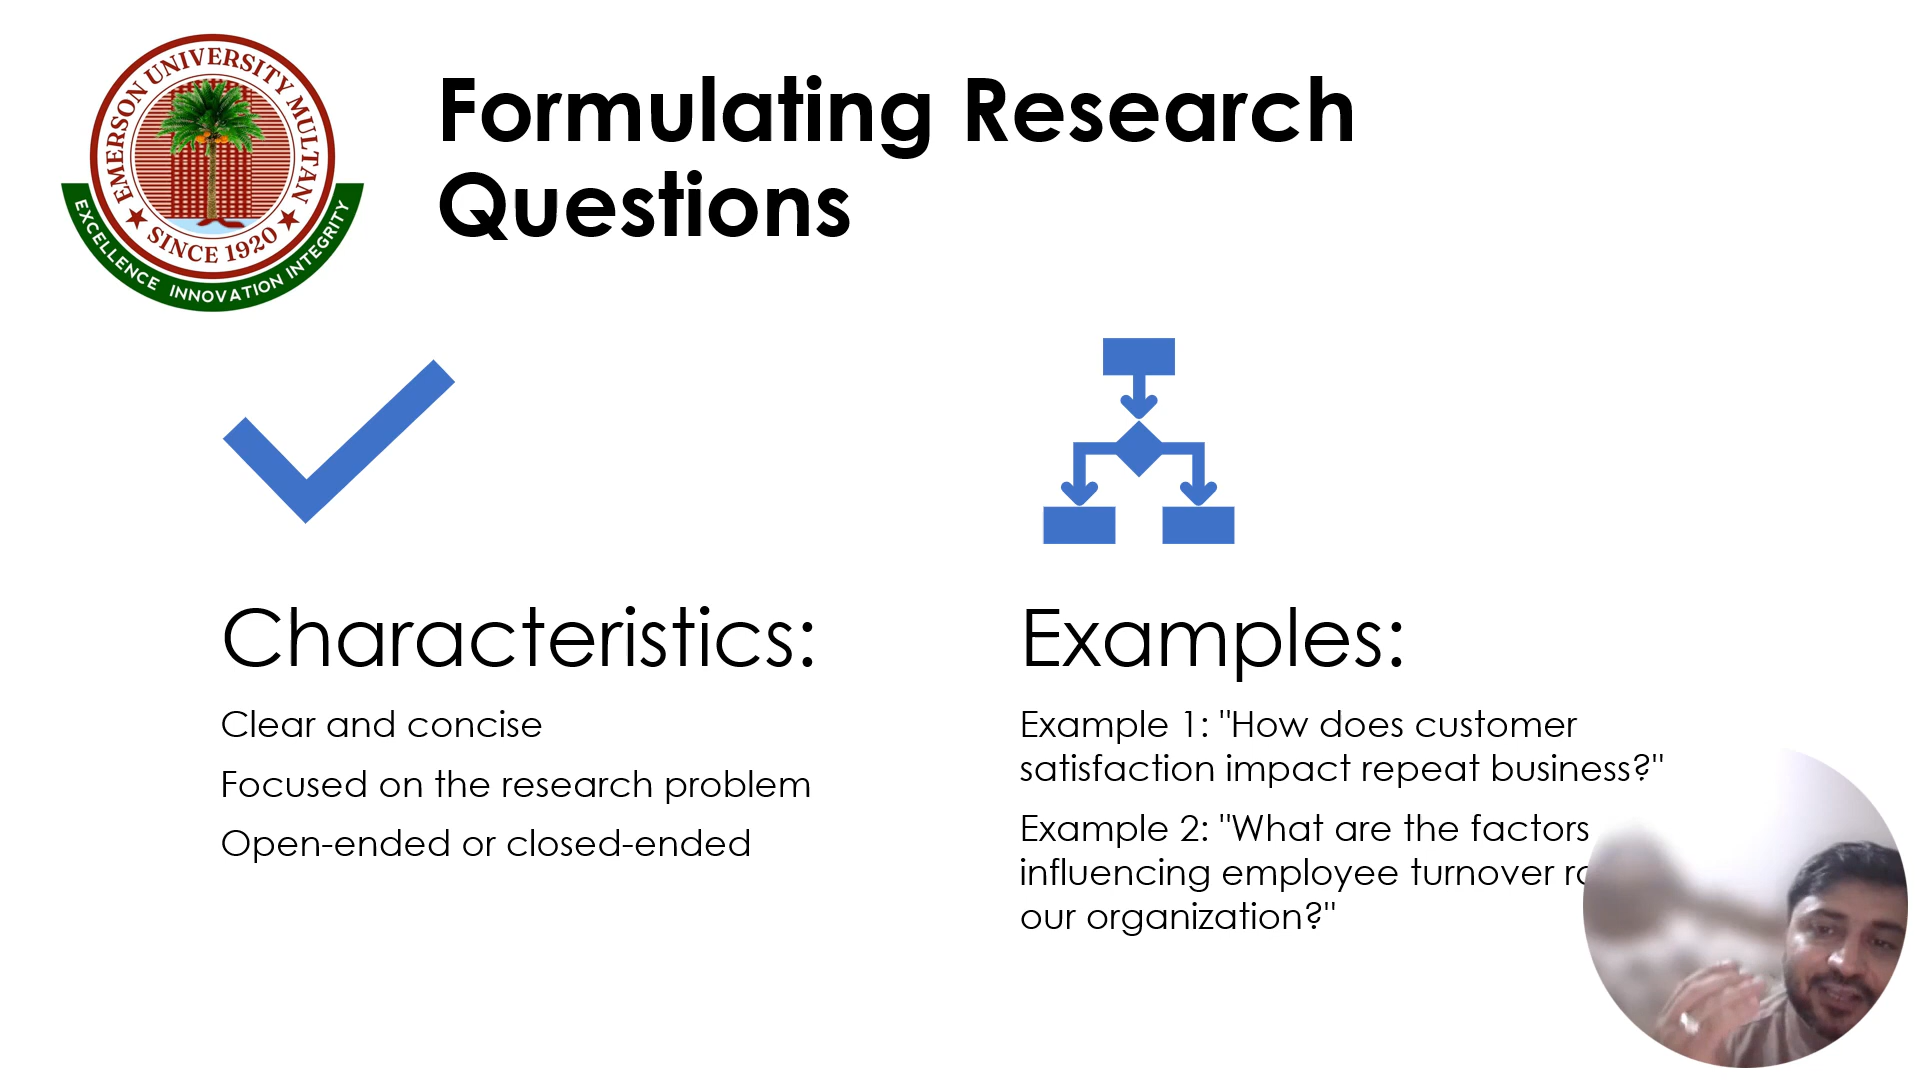 EMERSON UNIVERSITY MULTAN
SINCE 1920
EXCELLENCE INNOVATION INTEGRITY
Formulating Research
Questions
Characteristics:
Clear and concise
Focused on the research problem
Open-ended or closed-ended
Examples:
Example 1: "How does customer
satisfaction impact repeat business?"
Example 2: "What are the factors
influencing employee turnover
our organization?"